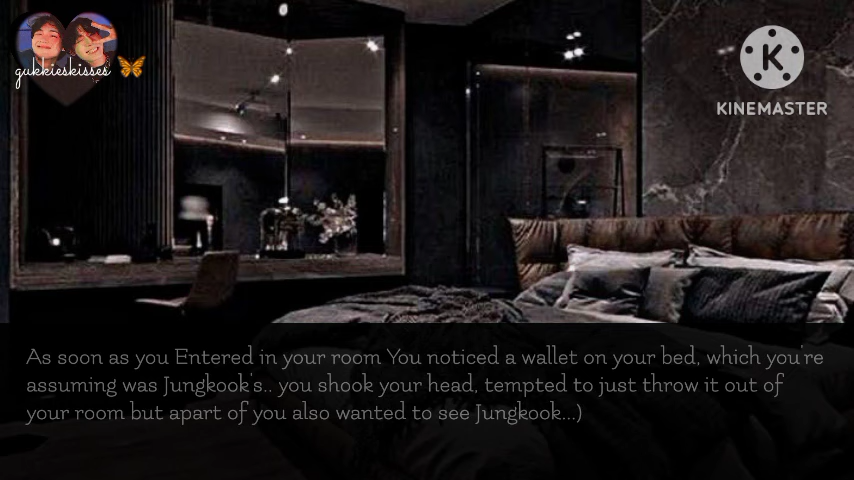 gukkieskisses
KINEMASTER
As soon as you Entered in your room You noticed a wallet on your bed, which you're
assuming was Jungkook's.. you shook your head, tempted to just throw it out of
your room but apart of you also wanted to see Jungkook...)